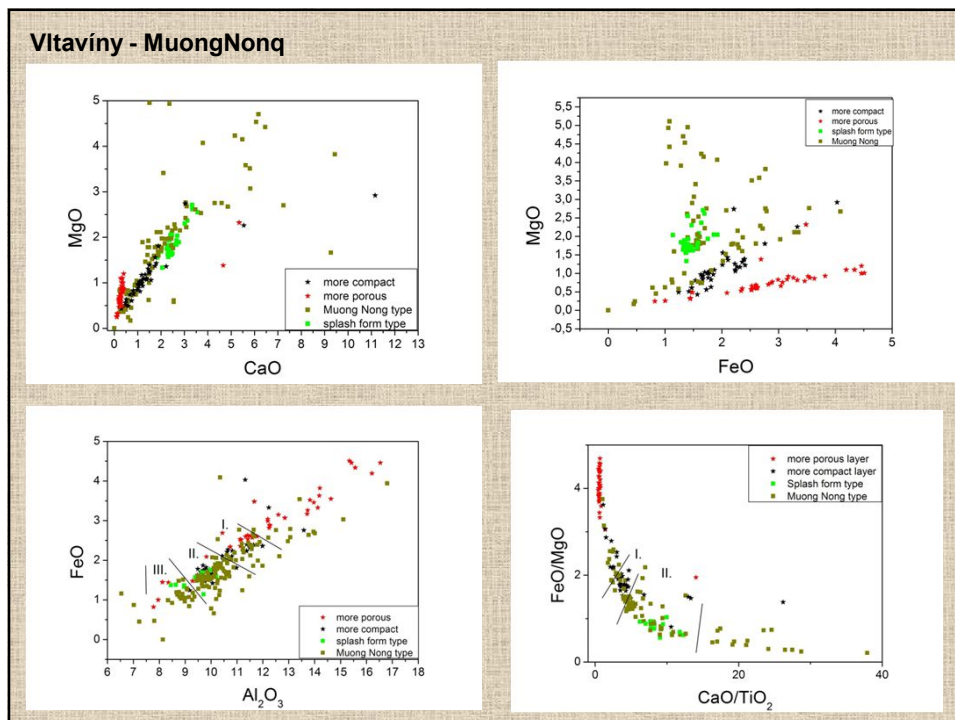 Vltavíny - MuongNonq
5
4
3
2
1
0
MgO
0 1 2 3 4 5 6 7 8 9 10 11 12 13
CaO
more compact
more porous
Muong Nong type
splash form type
5,5
5,0
4,5
4,0
3,5
3,0
2,5
2,0
1,5
1,0
0,5
0,0
-0,5
MgO
0 1 2 3 4 5
FeO
more compact
more porous
splash form type
Muong Nong
5
4
3
2
1
0
FeO
6 7 8 9 10 11 12 13 14 15 16 17 18
Al2O3
I.
II.
III.
more porous
more compact
splash form type
Muong Nong type
4
2
0
FeO/MgO
0 20 40
CaO/TiO2
I.
II.
more porous layer
more compact layer
Splash form type
Muong Nong type